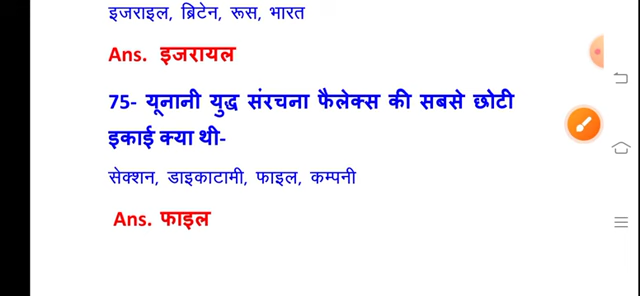 इजराइल, ब्रिटेन, रूस, भारत
Ans. इजरायल
75- यूनानी युद्ध संरचना फैलेक्स की सबसे छोटी
इकाई क्या थी-
सेक्शन, डाइकाटामी, फाइल, कम्पनी
Ans. फाइल